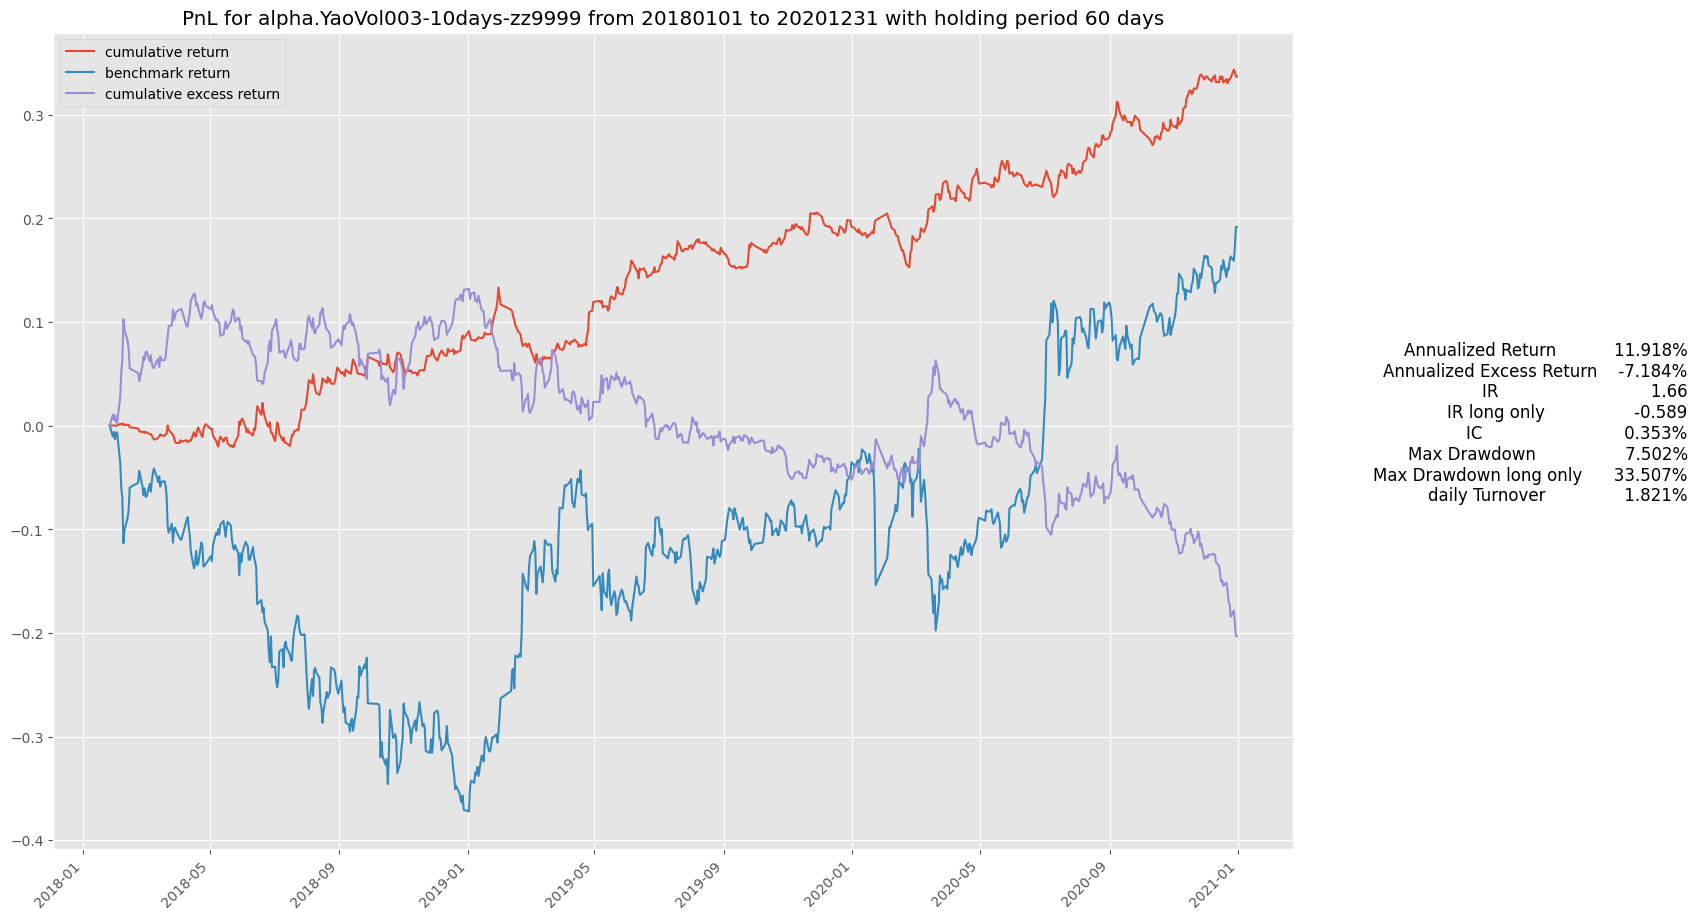 PnL for alpha.YaoVol003-10days-zz9999 from 20180101 to 20201231 with holding period 60 days
cumulative return
benchmark return
cumulative excess return
0.3
0.2
0.1
0.0
−0.1
−0.2
−0.3
−0.4
2018-01
2018-05
2018-09
2019-01
2019-05
2019-09
2020-01
2020-05
2020-09
2021-01
Annualized Return 11.918%
Annualized Excess Return -7.184%
IR 1.66
IR long only -0.589
IC 0.353%
Max Drawdown 7.502%
Max Drawdown long only 33.507%
daily Turnover 1.821%